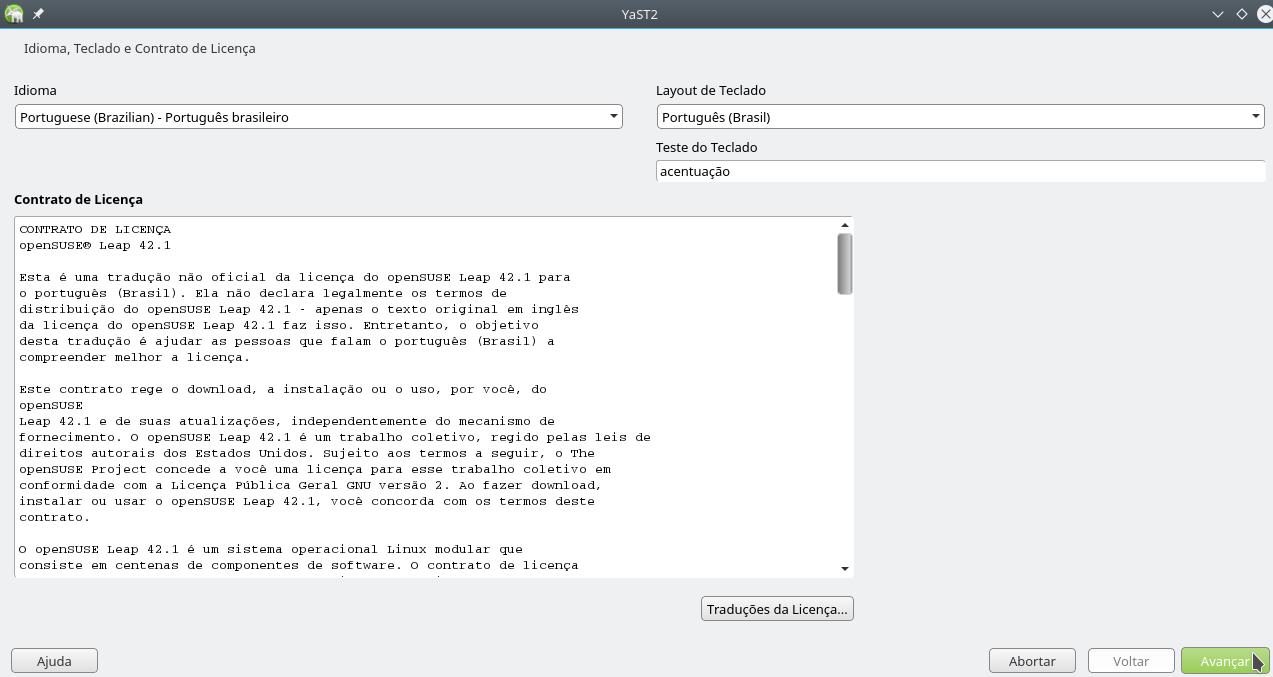 YaST2
Idioma, Teclado e Contrato de Licença
Idioma
Layout de Teclado
Portuguese (Brazilian) - Português brasileiro
Português (Brasil)
Teste do Teclado
acentuação
Contrato de Licença
CONTRATO DE LICENÇA
openSUSE® Leap 42.1
Esta é uma tradução não oficial da licença do openSUSE Leap 42.1 para
o português (Brasil). Ela não declara legalmente os termos de
distribuição do openSUSE Leap 42.1 - apenas o texto original em inglês
da licença do openSUSE Leap 42.1 faz isso. Entretanto, o objetivo
desta tradução é ajudar as pessoas que falam o português (Brasil) a
compreender melhor a licença.
Este contrato rege o download, a instalação ou o uso, por você, do
openSUSE
Leap 42.1 e de suas atualizações, independentemente do mecanismo de
fornecimento. O openSUSE Leap 42.1 é um trabalho coletivo, regido pelas leis de
direitos autorais dos Estados Unidos. Sujeito aos termos a seguir, o The
openSUSE Project concede a você uma licença para esse trabalho coletivo em
conformidade com a Licença Pública Geral GNU versão 2. Ao fazer download,
instalar ou usar o openSUSE Leap 42.1, você concorda com os termos deste
contrato.
O openSUSE Leap 42.1 é um sistema operacional Linux modular que
consiste em centenas de componentes de software. O contrato de licença
Traduções da Licença...
Ajuda
Abortar
Voltar
Avançar